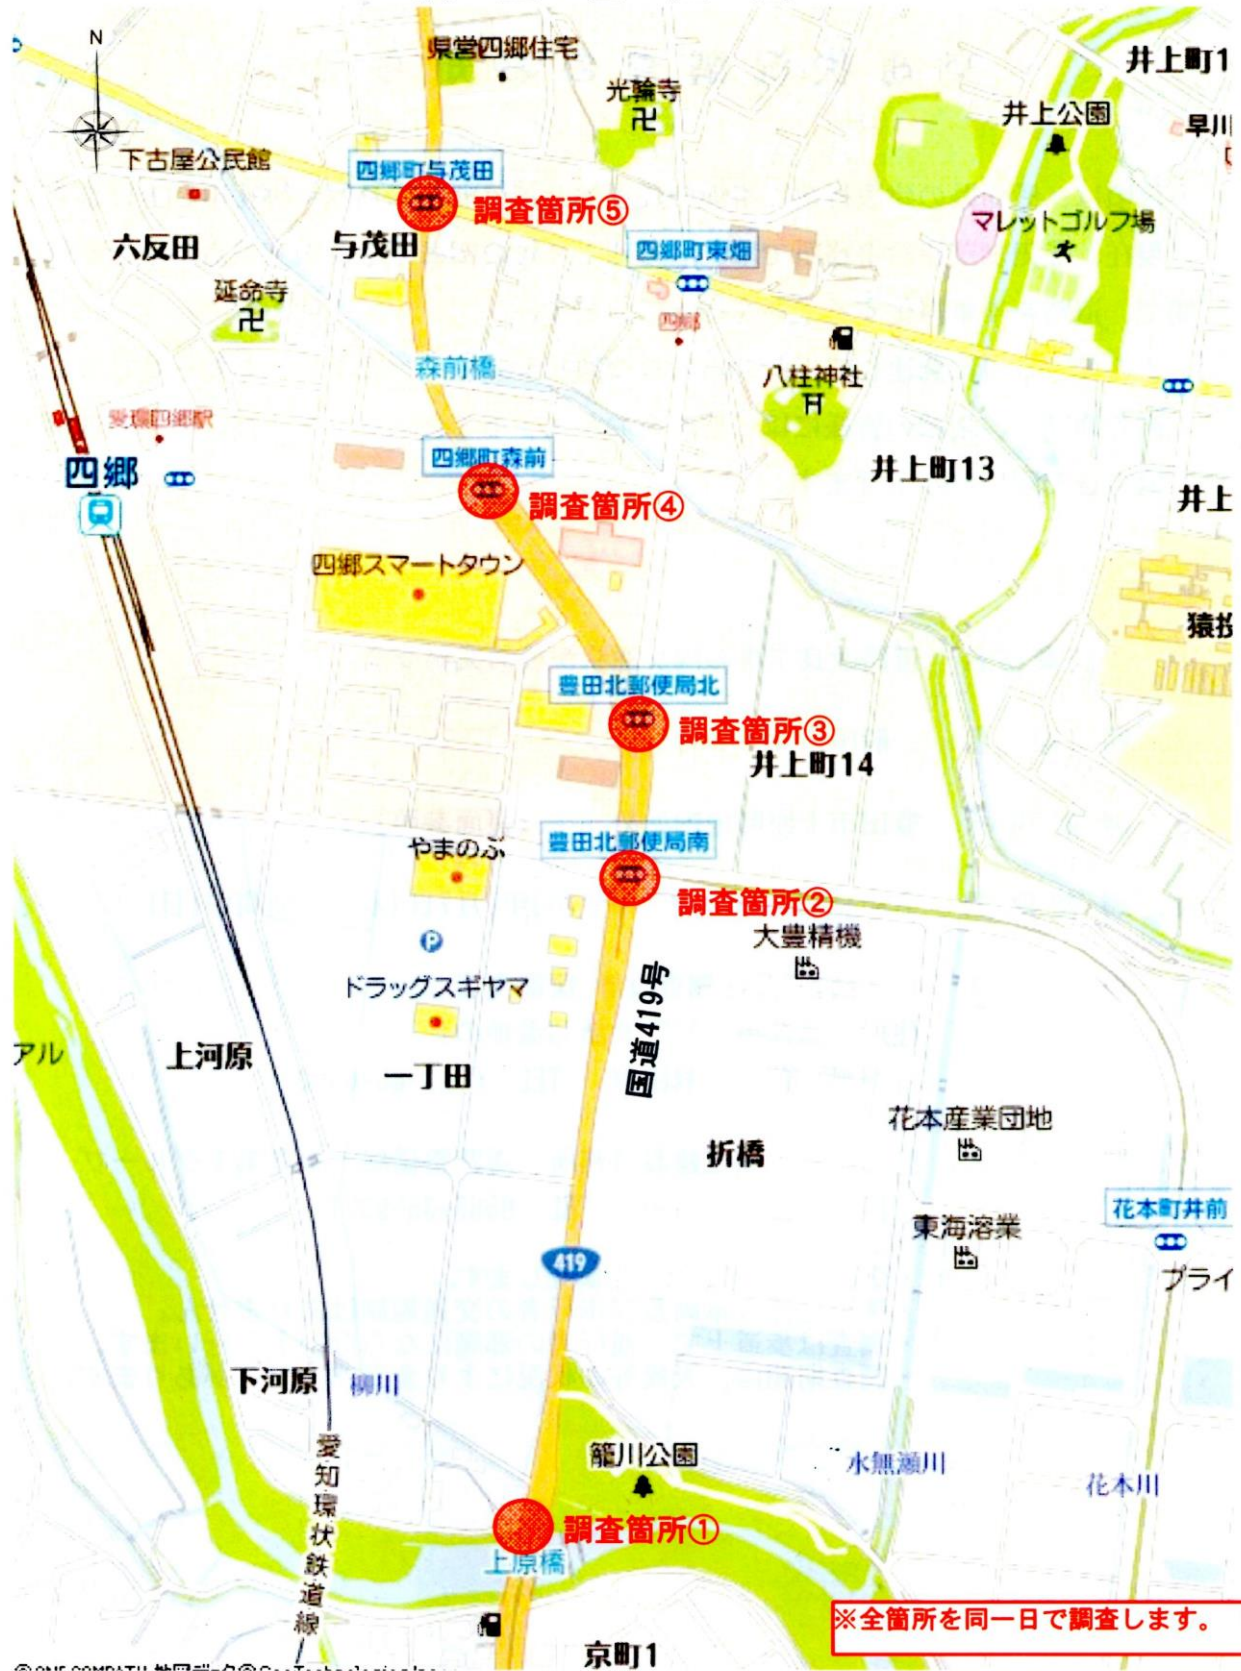 N
県営四郷住宅
井上町1
光輪寺
井上公園
早川
下古屋公民館
四郷町与茂田
調査箇所⑤
マレットゴルフ場
六反田
与茂田
四郷町東畑
延命寺
四郷
森前橋
八柱神社
愛環四郷駅
四郷町森前
四郷
井上町13
調査箇所④
井上
四郷スマートタウン
猿投
豊田北郵便局北
調査箇所③
井上町14
豊田北郵便局南
やまのぶ
調査箇所②
大豊精機
P
ドラッグスギヤマ
国道419号
アル
上河原
一丁田
花本産業団地
折橋
花本町井前
東海溶業
419
プライ
下河原
柳川
籠川公園
水無瀬川
花本川
愛知環状鉄道線
調査箇所①
上原橋
※全箇所を同一日で調査します。
京町1